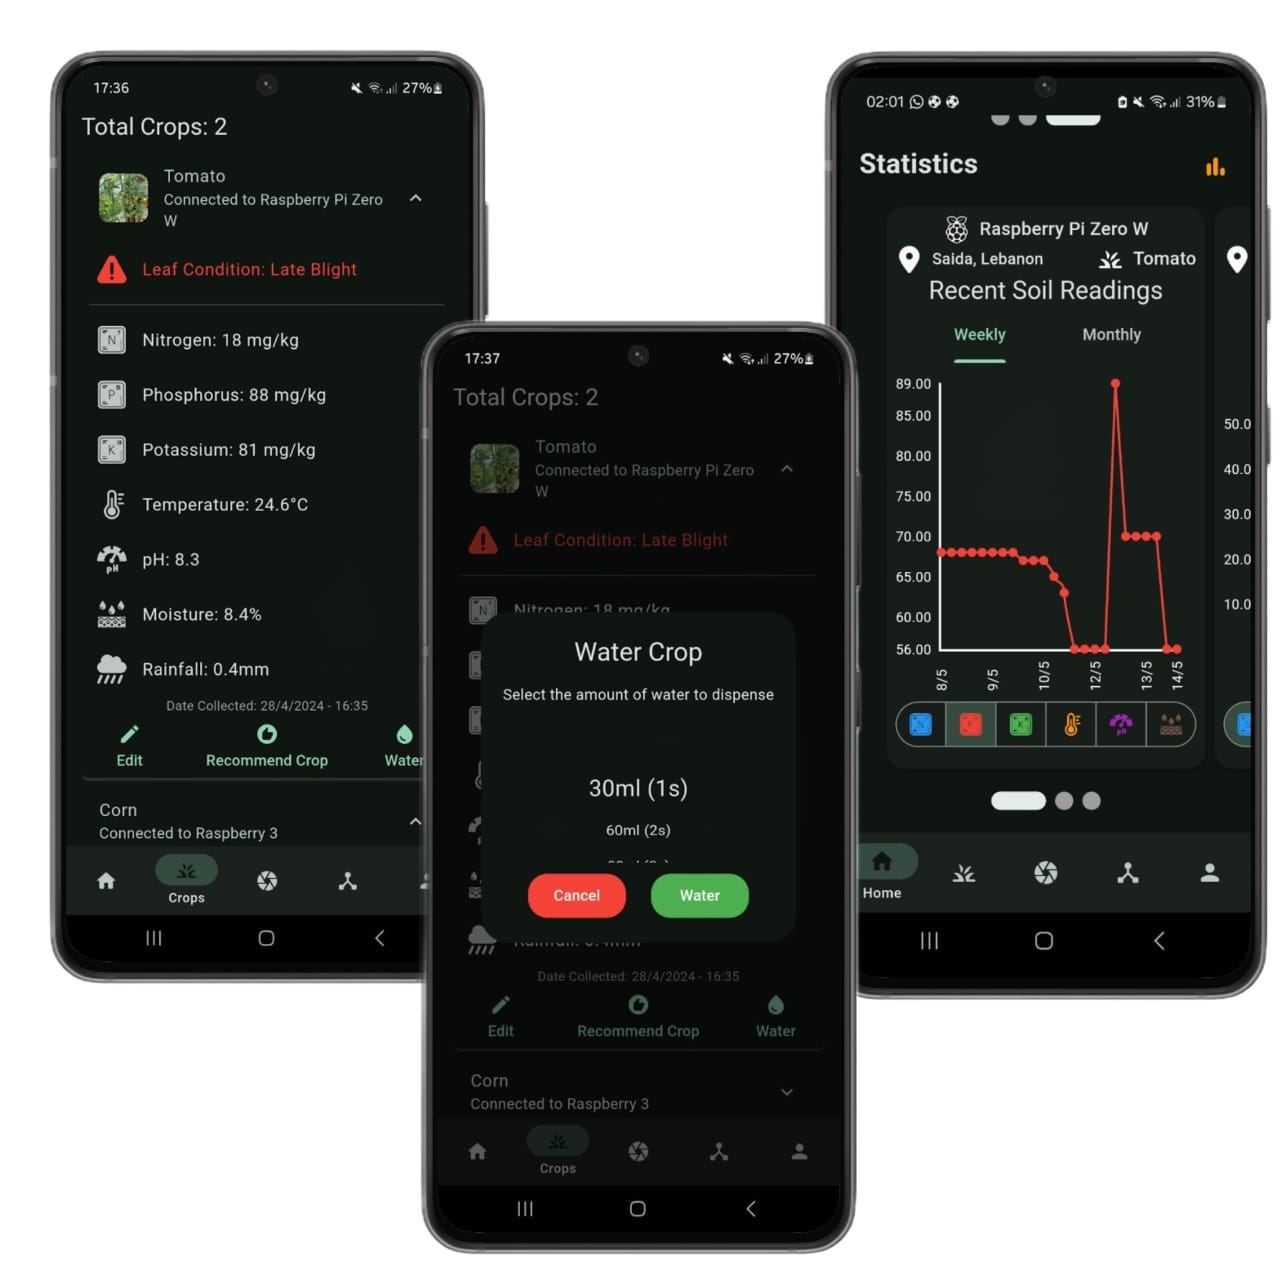 17:36
27%
Total Crops: 2
Tomato
Connected to Raspberry Pi Zero
W
Leaf Condition: Late Blight
N
Nitrogen: 18 mg/kg
P
Phosphorus: 88 mg/kg
K
Potassium: 81 mg/kg
Temperature: 24.6°C
pH
pH: 8.3
Moisture: 8.4%
Rainfall: 0.4mm
Date Collected: 28/4/2024 - 16:35
Edit
Recommend Crop
Water
Corn
Connected to Raspberry 3
Crops
17:37
27%
Total Crops: 2
Tomato
Connected to Raspberry Pi Zero
W
Leaf Condition: Late Blight
N
Nitrogen: 18 mg/kg
Water Crop
Select the amount of water to dispense
30ml (1s)
60ml (2s)
Cancel
Water
Rainfall: 0.4mm
Date Collected: 28/4/2024 - 16:35
Edit
Recommend Crop
Water
Corn
Connected to Raspberry 3
Crops
02:01
31%
Statistics
Raspberry Pi Zero W
Saida, Lebanon
Tomato
Recent Soil Readings
Weekly
Monthly
89.00
85.00
80.00
75.00
70.00
65.00
60.00
56.00
8/5
9/5
10/5
12/5
13/5
14/5
N
P
K
pH
50.0
40.0
30.0
20.0
10.0
Home